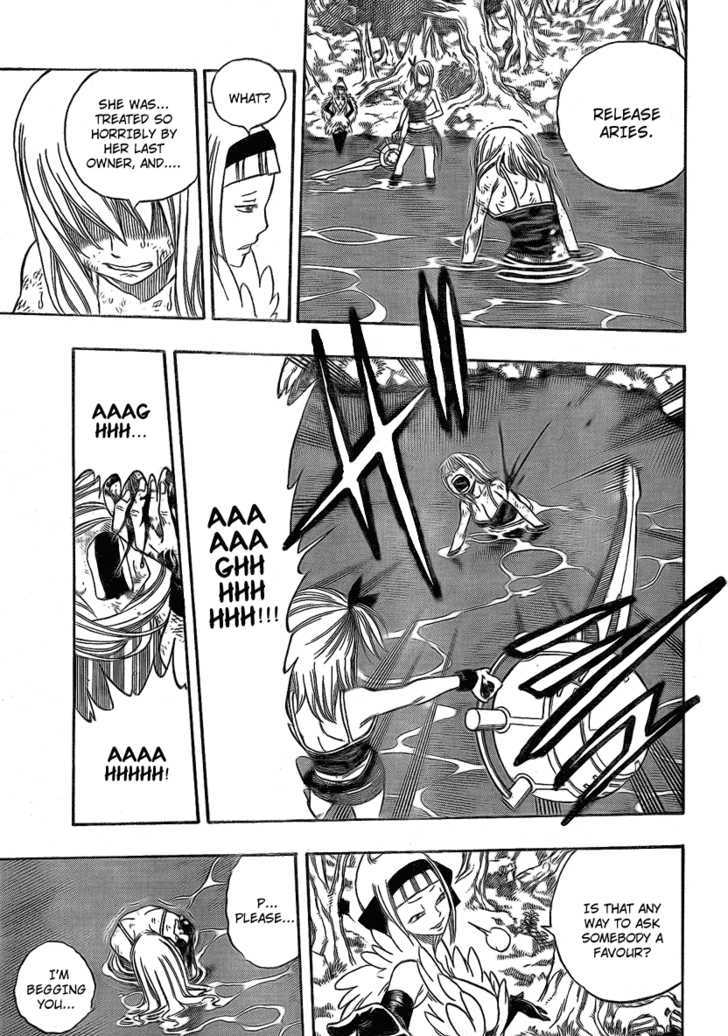 RELEASE
ARIES.
WHAT?
SHE WAS...
TREATED SO
HORRIBLY BY
HER LAST
OWNER, AND....
AAA
AAA
GHH
HHH
HHH!!!
AAAG
HHH...
AAAA
HHHHH!
IS THAT ANY
WAY TO ASK
SOMEBODY A
FAVOUR?
P...
PLEASE...
I'M
BEGGING
YOU...